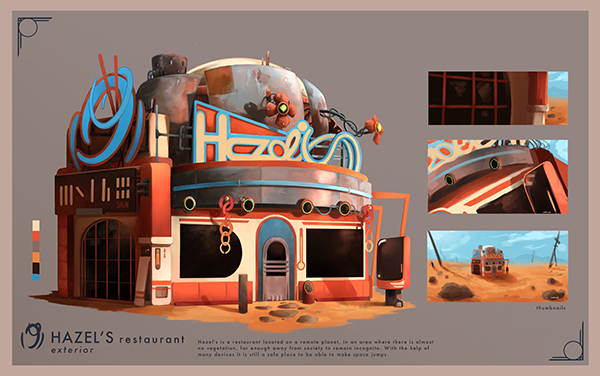 Hazel's
HAZEL'S restaurant
exterior
Hazel's is a restaurant located on a remote planet, in an area where there is almost
no vegetation, far enough away from society to remain incognito. With the help of
many devices it is still a safe place to be able to make space jumps.
thumbnails